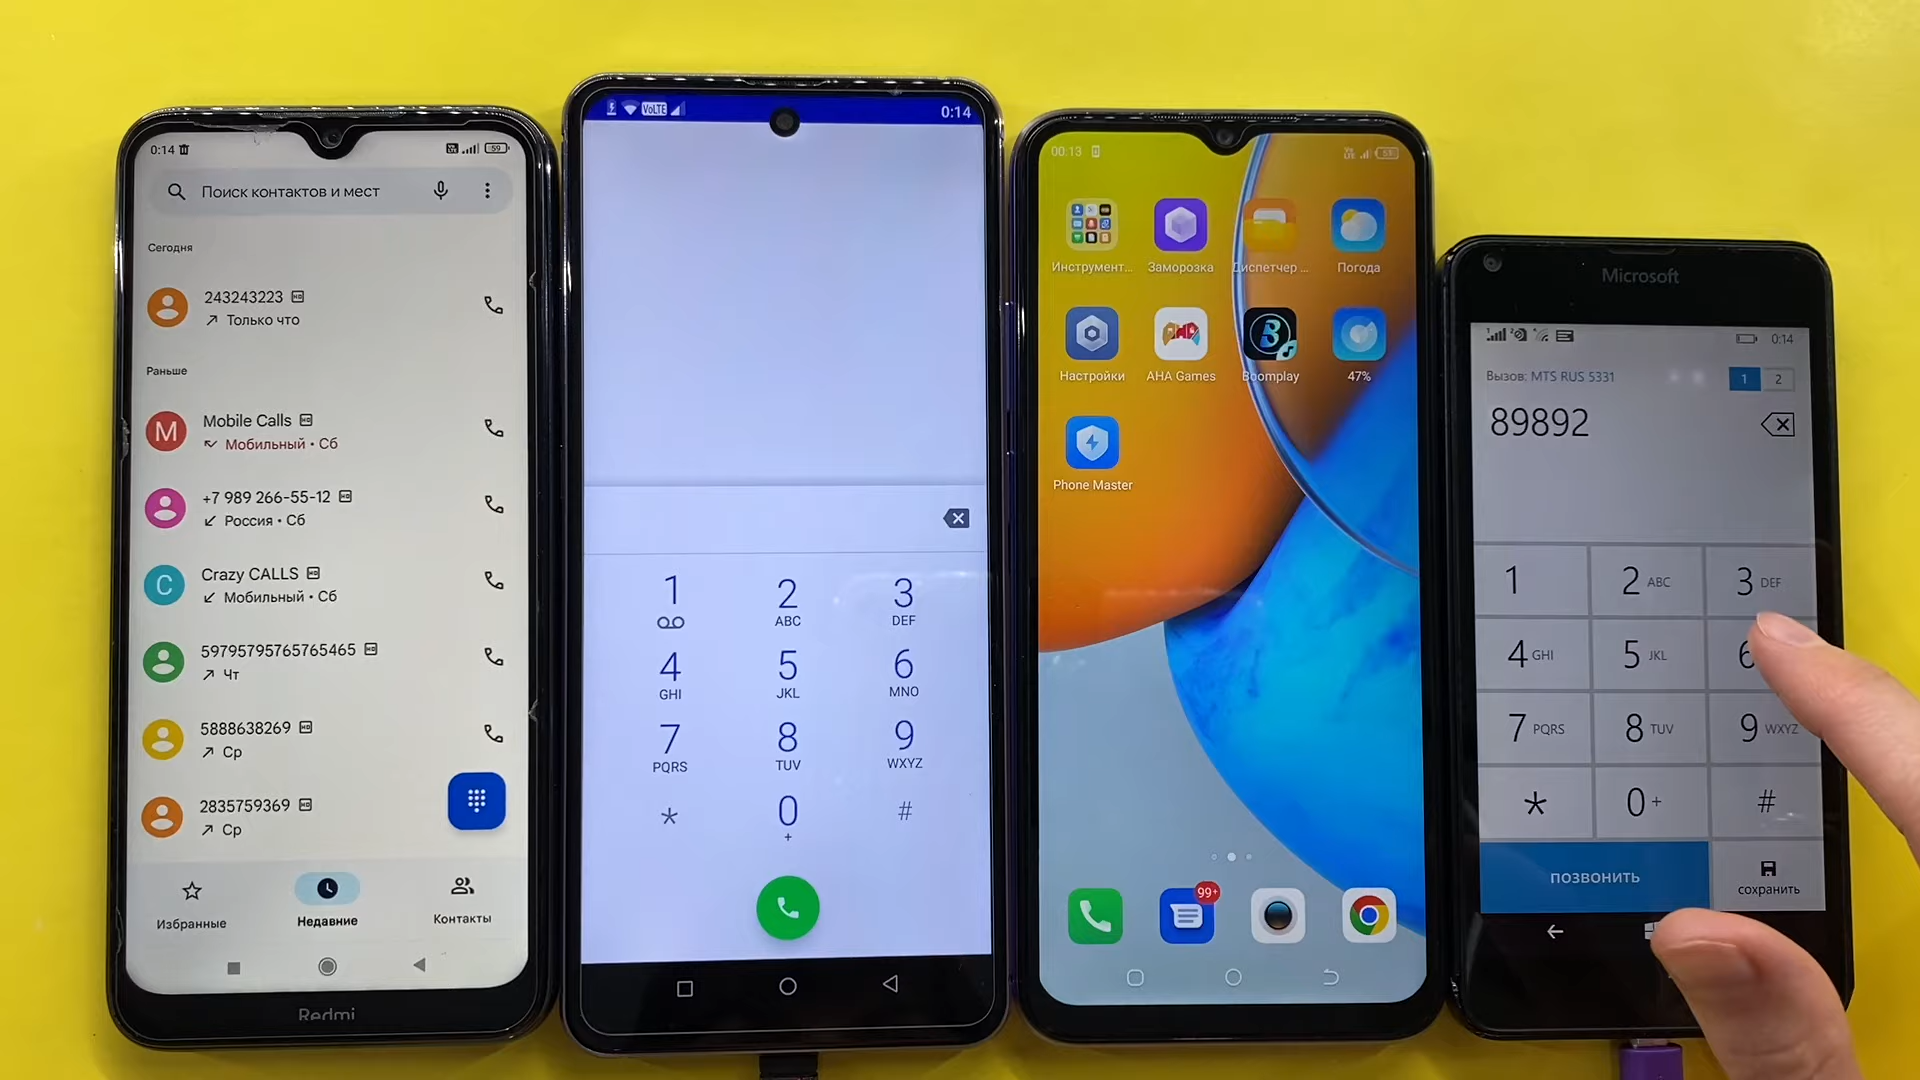 0:14
59
Поиск контактов и мест
Сегодня
243243223
Только что
Раньше
M
Mobile Calls
Мобильный • Сб
+7 989 266-55-12
Россия • Сб
C
Crazy CALLS
Мобильный • Сб
59795795765765465
Чт
5888638269
Ср
2835759369
Ср
Избранные
Недавние
Контакты
Redmi
VoLTE
0:14
1
2 ABC
3 DEF
4 GHI
5 JKL
6 MNO
7 PQRS
8 TUV
9 WXYZ
*
0 +
#
00:13
Инструмент...
Заморозка
Диспетчер ...
Погода
Настройки
AHA Games
B
Boomplay
47%
Phone Master
99+
Microsoft
0:14
Вызов: MTS RUS 5331
1 2
89892
1
2 ABC
3 DEF
4 GHI
5 JKL
6
7 PQRS
8 TUV
9 WXYZ
*
0 +
#
позвонить
сохранить